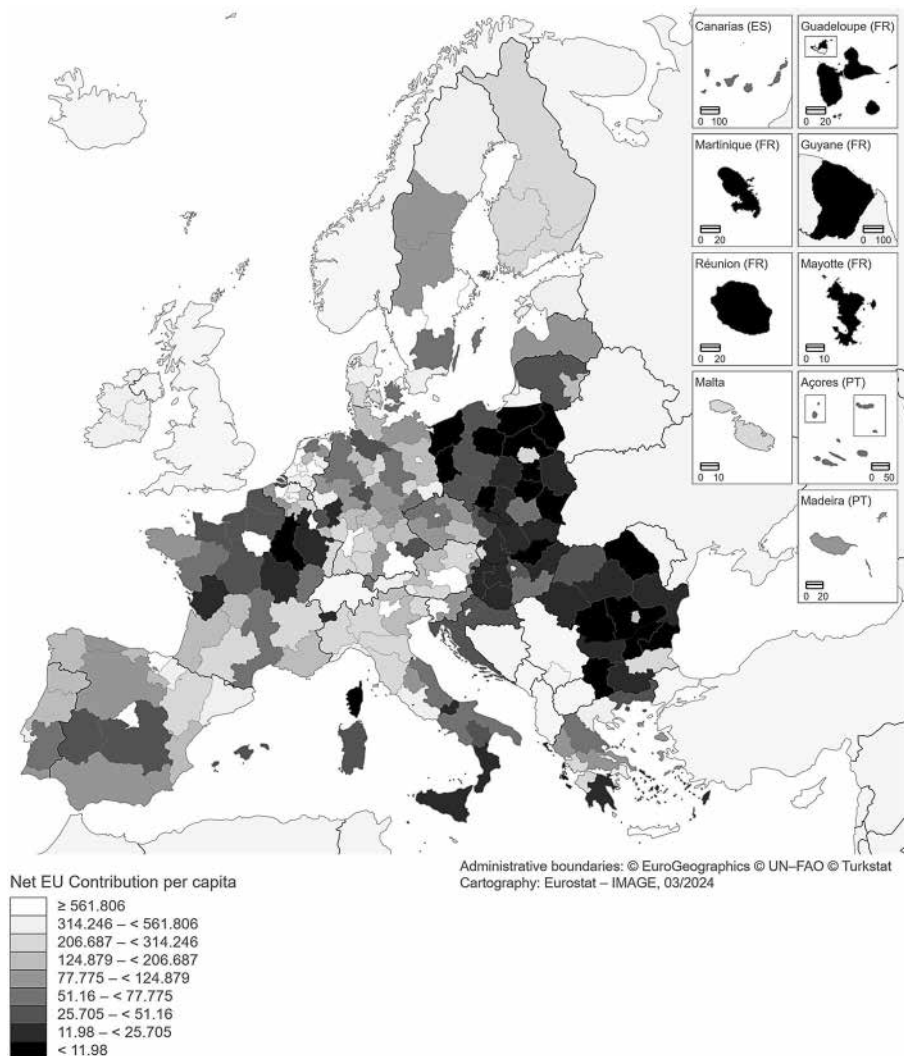 Canarias (ES)
0 100
Guadeloupe (FR)
0 20
Martinique (FR)
0 20
Guyane (FR)
0 100
Réunion (FR)
0 20
Mayotte (FR)
0 10
Malta
0 10
Açores (PT)
0 50
Madeira (PT)
0 20
Administrative boundaries: © EuroGeographics © UN–FAO © Turkstat
Cartography: Eurostat – IMAGE, 03/2024
Net EU Contribution per capita
≥ 561.806
314.246 – < 561.806
206.687 – < 314.246
124.879 – < 206.687
77.775 – < 124.879
51.16 – < 77.775
25.705 – < 51.16
11.98 – < 25.705
< 11.98